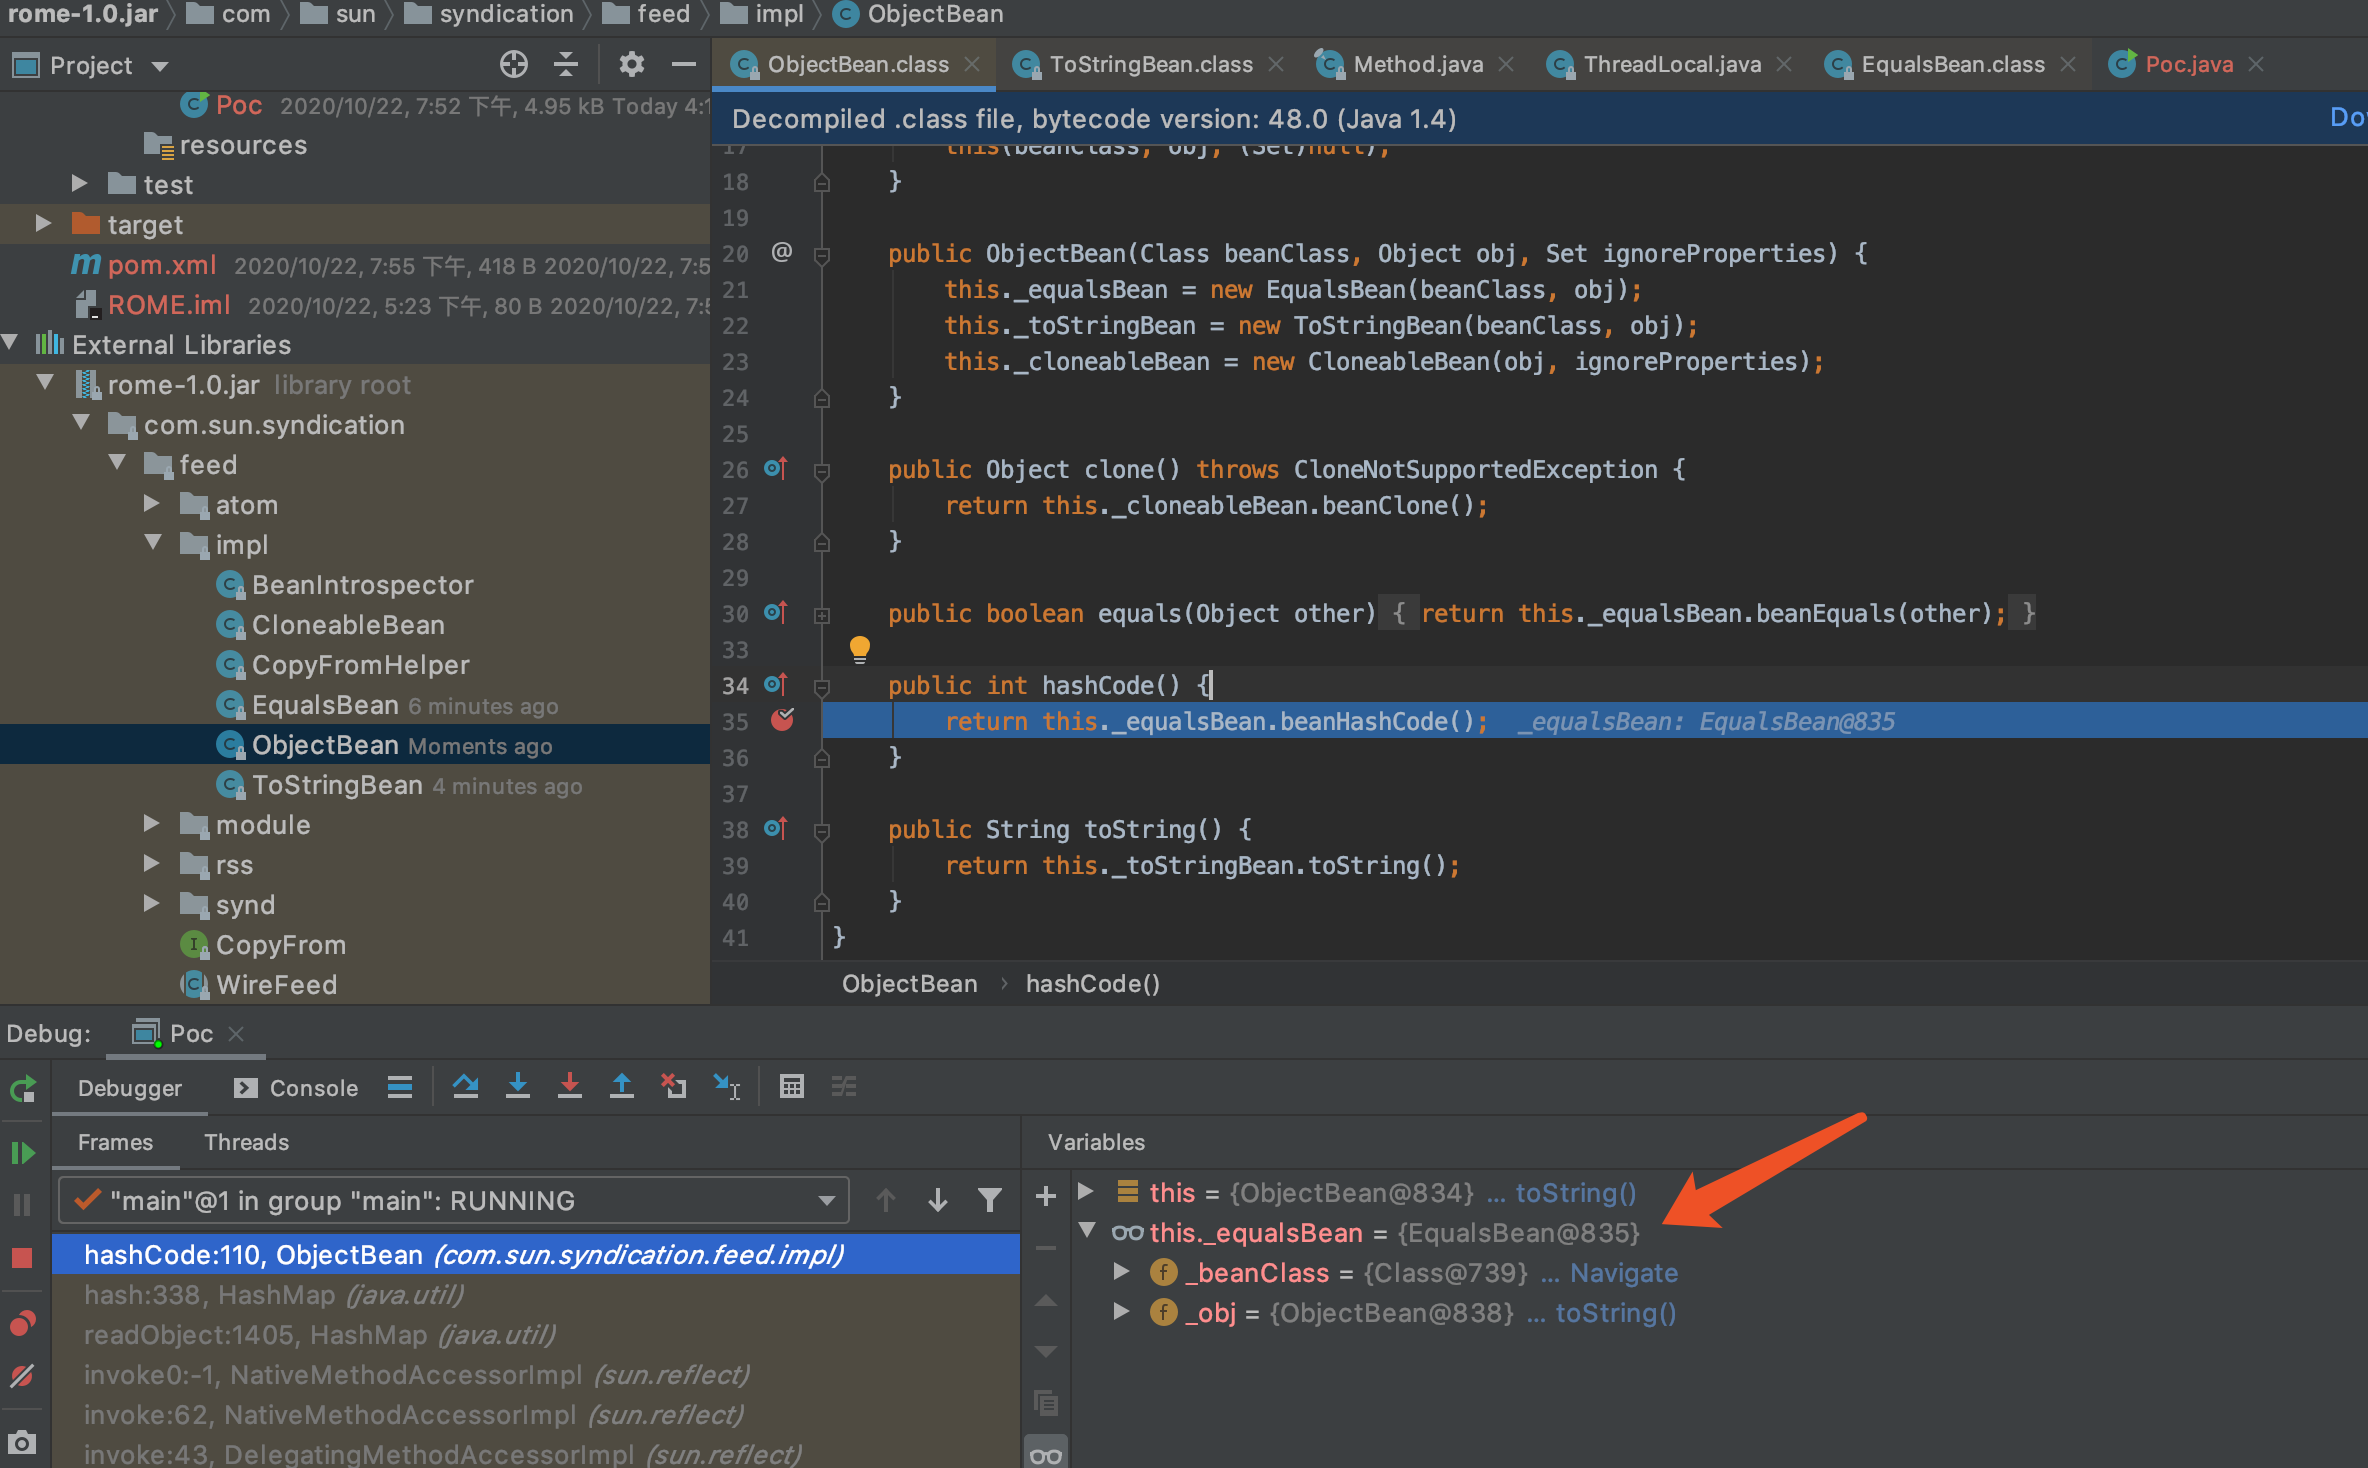 rome-1.0.jar com sun syndication feed impl ObjectBean
Project
ObjectBean.class ToStringBean.class Method.java ThreadLocal.java EqualsBean.class Poc.java
Poc 2020/10/22, 7:52 下午, 4.95 kB Today
resources
test
target
pom.xml 2020/10/22, 7:55 下午, 418 B 2020/10/22,
ROME.iml 2020/10/22, 5:23 下午, 80 B 2020/10/22,
External Libraries
rome-1.0.jar library root
com.sun.syndication
feed
atom
impl
BeanIntrospector
CloneableBean
CopyFromHelper
EqualsBean 6 minutes ago
ObjectBean Moments ago
ToStringBean 4 minutes ago
module
rss
synd
CopyFrom
WireFeed
Decompiled .class file, bytecode version: 48.0 (Java 1.4)
17 this(beanClass, obj, (Set)null);
18 }
19
20 @ public ObjectBean(Class beanClass, Object obj, Set ignoreProperties) {
21 this._equalsBean = new EqualsBean(beanClass, obj);
22 this._toStringBean = new ToStringBean(beanClass, obj);
23 this._cloneableBean = new CloneableBean(obj, ignoreProperties);
24 }
25
26 public Object clone() throws CloneNotSupportedException {
27 return this._cloneableBean.beanClone();
28 }
29
30 public boolean equals(Object other) { return this._equalsBean.beanEquals(other); }
33
34 public int hashCode() {
35 return this._equalsBean.beanHashCode(); _equalsBean: EqualsBean@835
36 }
37
38 public String toString() {
39 return this._toStringBean.toString();
40 }
41 }
ObjectBean › hashCode()
Debug: Poc
Debugger Console
Frames Threads
"main"@1 in group "main": RUNNING
hashCode:110, ObjectBean (com.sun.syndication.feed.impl)
hash:338, HashMap (java.util)
readObject:1405, HashMap (java.util)
invoke0:-1, NativeMethodAccessorImpl (sun.reflect)
invoke:62, NativeMethodAccessorImpl (sun.reflect)
invoke:43, DelegatingMethodAccessorImpl (sun.reflect)
Variables
this = {ObjectBean@834} ... toString()
this._equalsBean = {EqualsBean@835}
_beanClass = {Class@739} ... Navigate
_obj = {ObjectBean@838} ... toString()